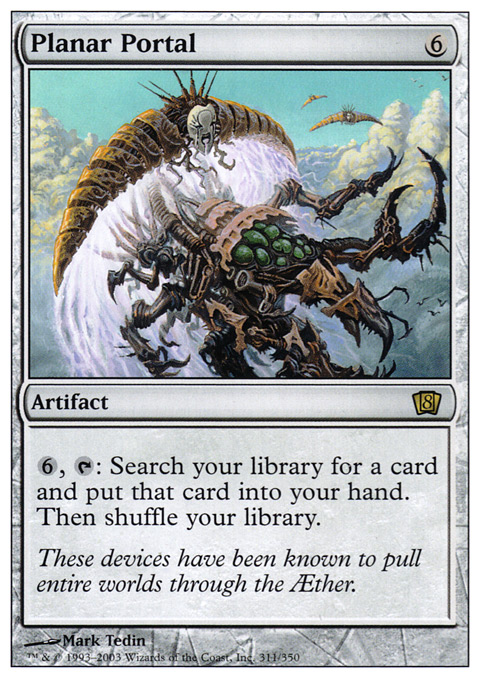 Planar Portal 6
Artifact 8
6, : Search your library for a card
and put that card into your hand.
Then shuffle your library.
These devices have been known to pull
entire worlds through the Æther.
Mark Tedin
™ & © 1993–2003 Wizards of the Coast, Inc. 311/350